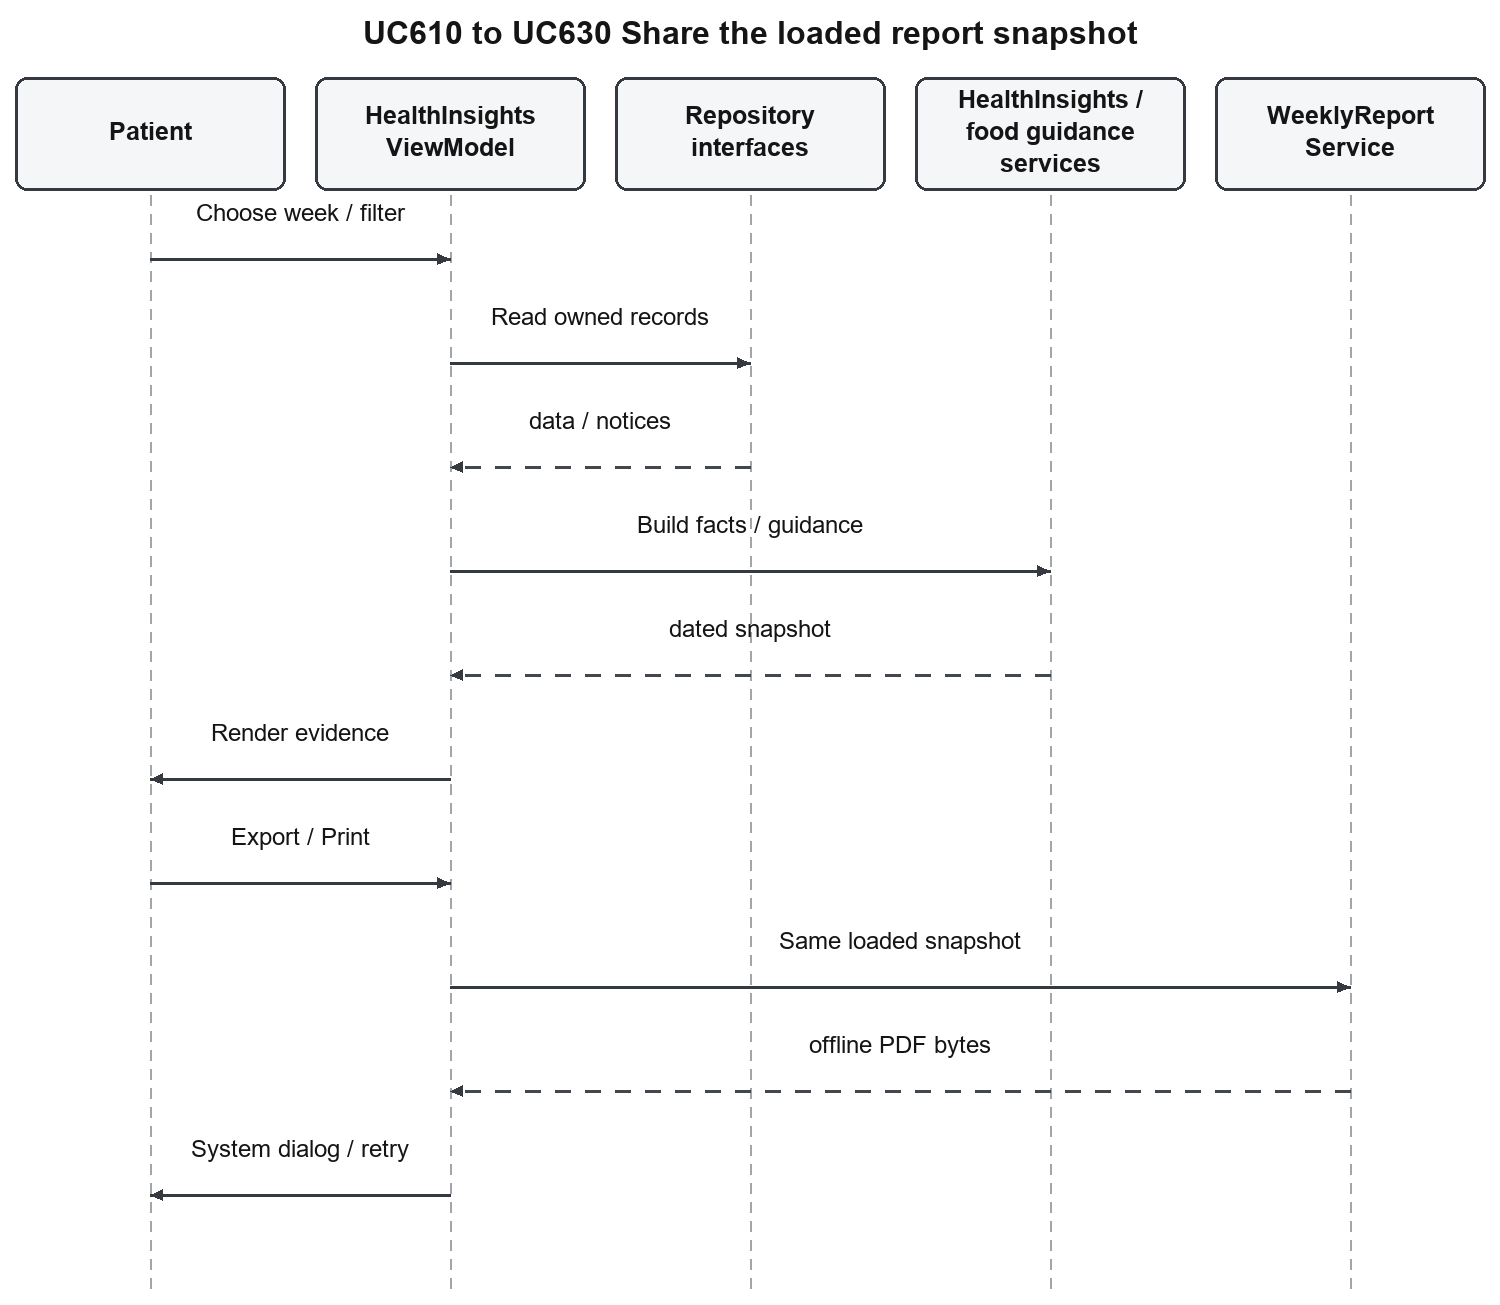 UC610 to UC630 Share the loaded report snapshot
Patient
HealthInsights
ViewModel
Repository
interfaces
HealthInsights /
food guidance
services
WeeklyReport
Service
Choose week / filter
Read owned records
data / notices
Build facts / guidance
dated snapshot
Render evidence
Export / Print
Same loaded snapshot
offline PDF bytes
System dialog / retry